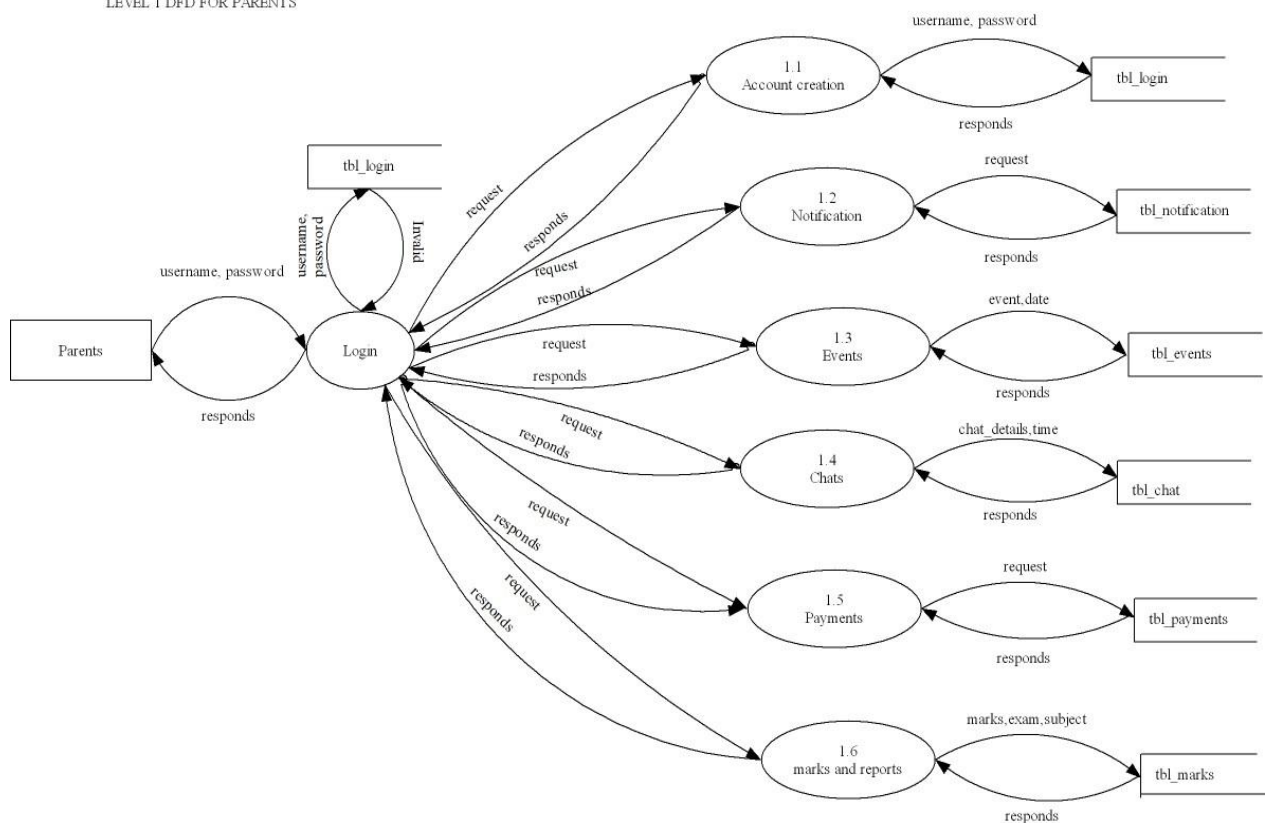 LEVEL 1 DFD FOR PARENTS
username, password
1.1
Account creation
tbl_login
responds
tbl_login
username,
password
Invalid
request
responds
request
1.2
Notification
tbl_notification
responds
request
responds
username, password
Parents
Login
responds
event,date
1.3
Events
tbl_events
responds
request
responds
chat_details,time
1.4
Chats
tbl_chat
responds
request
responds
request
1.5
Payments
tbl_payments
responds
request
responds
marks,exam,subject
1.6
marks and reports
tbl_marks
responds
request
responds